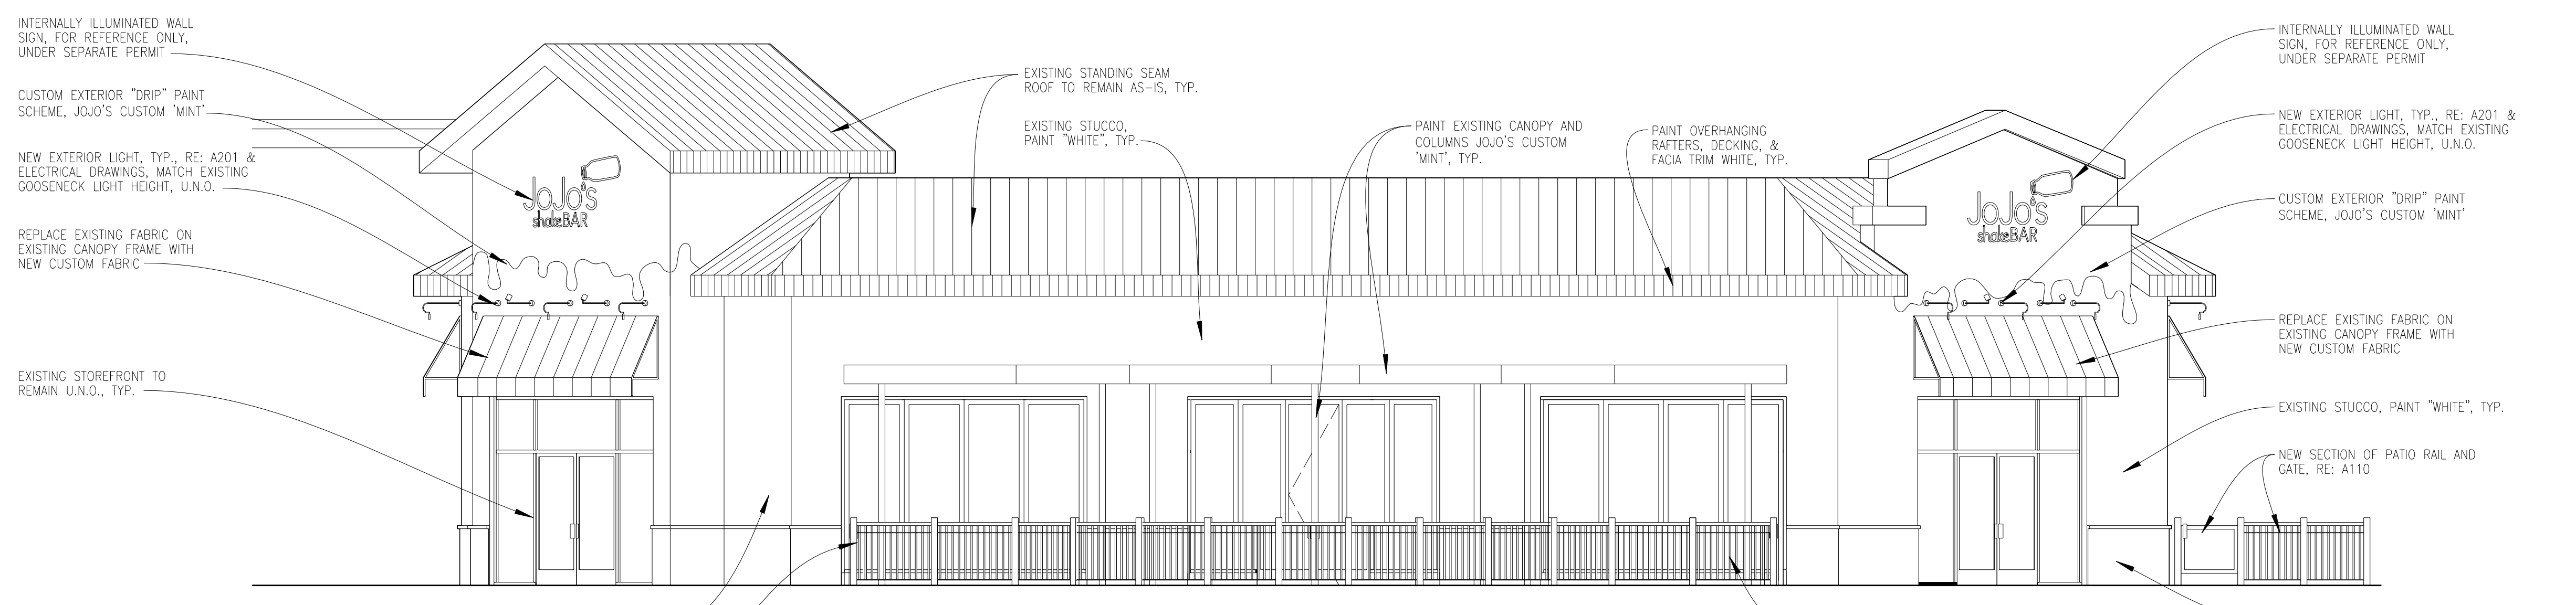 INTERNALLY ILLUMINATED WALL
SIGN, FOR REFERENCE ONLY,
UNDER SEPARATE PERMIT
CUSTOM EXTERIOR "DRIP" PAINT
SCHEME, JOJO'S CUSTOM 'MINT'
NEW EXTERIOR LIGHT, TYP., RE: A201 &
ELECTRICAL DRAWINGS, MATCH EXISTING
GOOSENECK LIGHT HEIGHT, U.N.O.
REPLACE EXISTING FABRIC ON
EXISTING CANOPY FRAME WITH
NEW CUSTOM FABRIC
EXISTING STOREFRONT TO
REMAIN U.N.O., TYP.
JoJo's
shakeBAR
EXISTING STANDING SEAM
ROOF TO REMAIN AS-IS, TYP.
EXISTING STUCCO,
PAINT "WHITE", TYP.
PAINT EXISTING CANOPY AND
COLUMNS JOJO'S CUSTOM
'MINT', TYP.
PAINT OVERHANGING
RAFTERS, DECKING, &
FACIA TRIM WHITE, TYP.
JoJo's
shakeBAR
INTERNALLY ILLUMINATED WALL
SIGN, FOR REFERENCE ONLY,
UNDER SEPARATE PERMIT
NEW EXTERIOR LIGHT, TYP., RE: A201 &
ELECTRICAL DRAWINGS, MATCH EXISTING
GOOSENECK LIGHT HEIGHT, U.N.O.
CUSTOM EXTERIOR "DRIP" PAINT
SCHEME, JOJO'S CUSTOM 'MINT'
REPLACE EXISTING FABRIC ON
EXISTING CANOPY FRAME WITH
NEW CUSTOM FABRIC
EXISTING STUCCO, PAINT "WHITE", TYP.
NEW SECTION OF PATIO RAIL AND
GATE, RE: A110